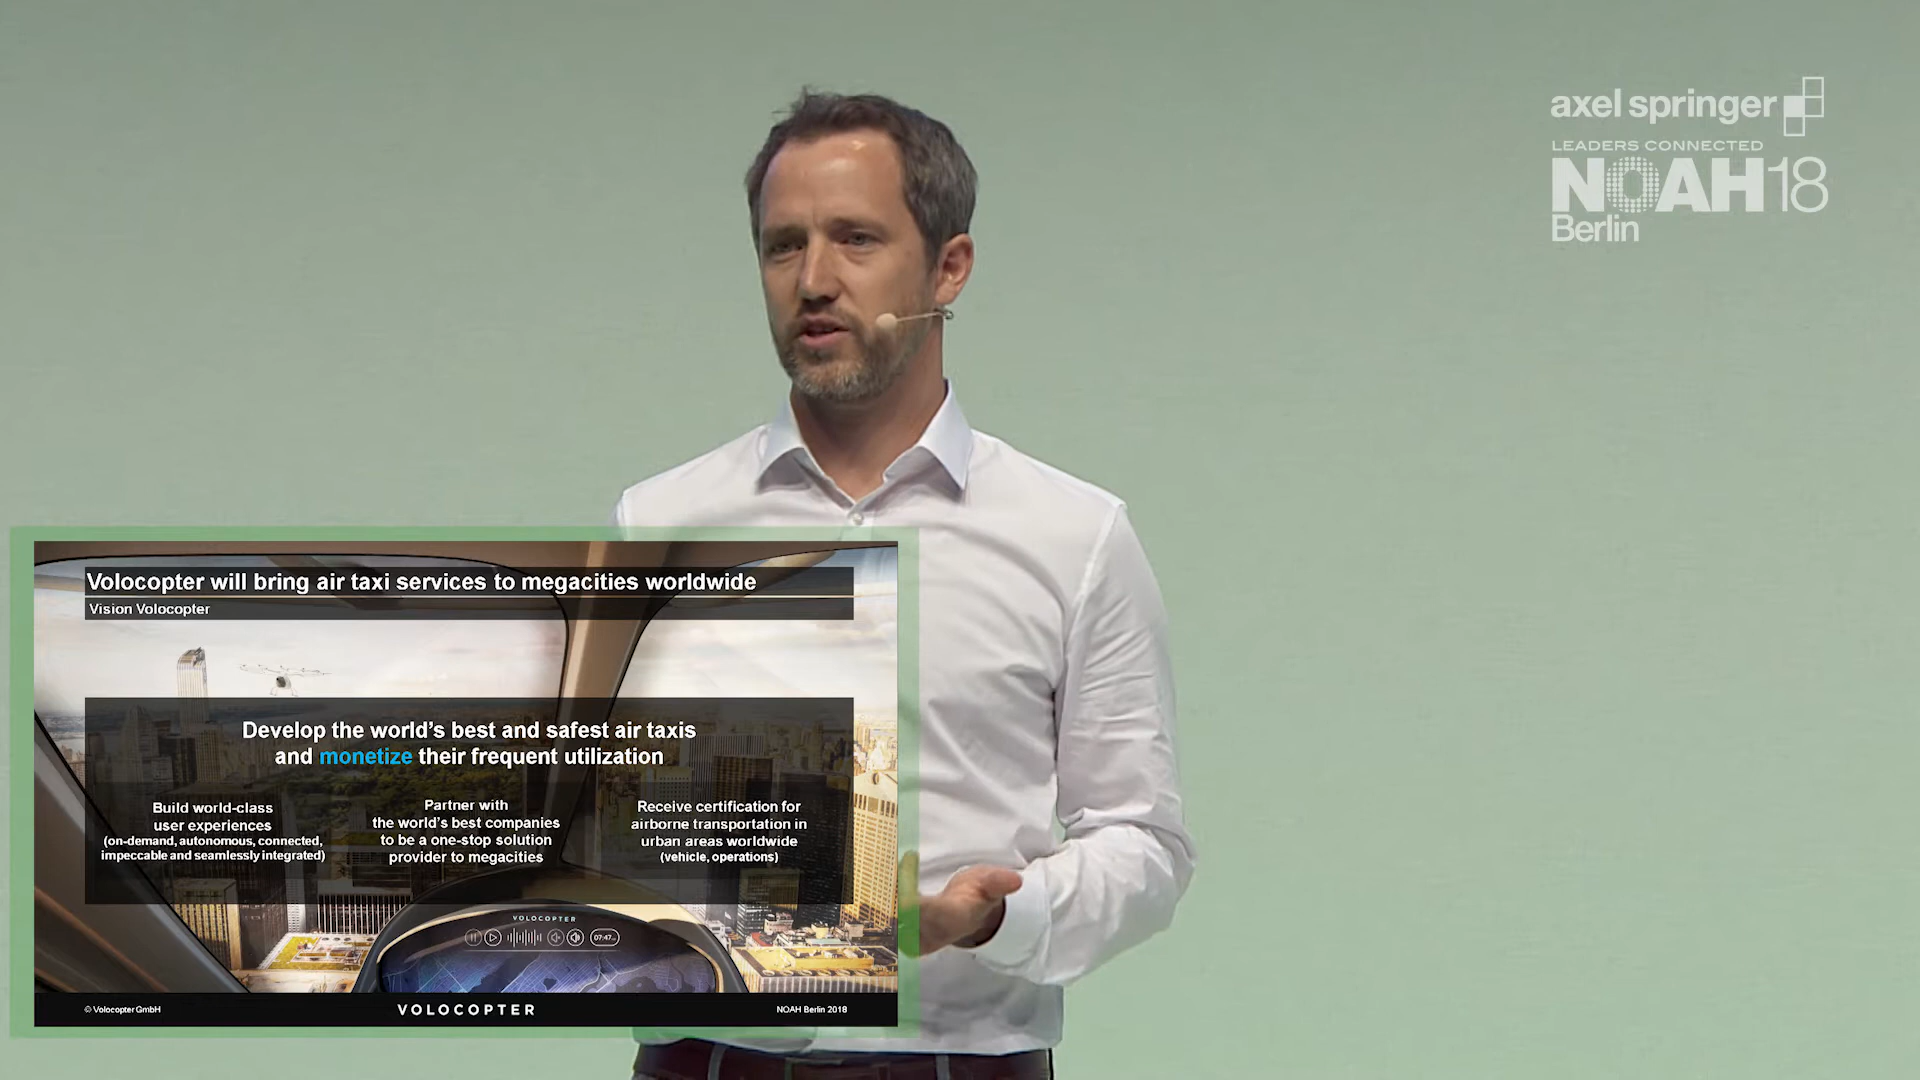 axel springer
LEADERS CONNECTED
NOAH18
Berlin
Volocopter will bring air taxi services to megacities worldwide
Vision Volocopter
Develop the world's best and safest air taxis
and monetize their frequent utilization
Build world-class
user experiences
(on-demand, autonomous, connected,
impeccable and seamlessly integrated)
Partner with
the world's best companies
to be a one-stop solution
provider to megacities
Receive certification for
airborne transportation in
urban areas worldwide
(vehicle, operations)
VOLOCOPTER
07:47
© Volocopter GmbH
VOLOCOPTER
NOAH Berlin 2018